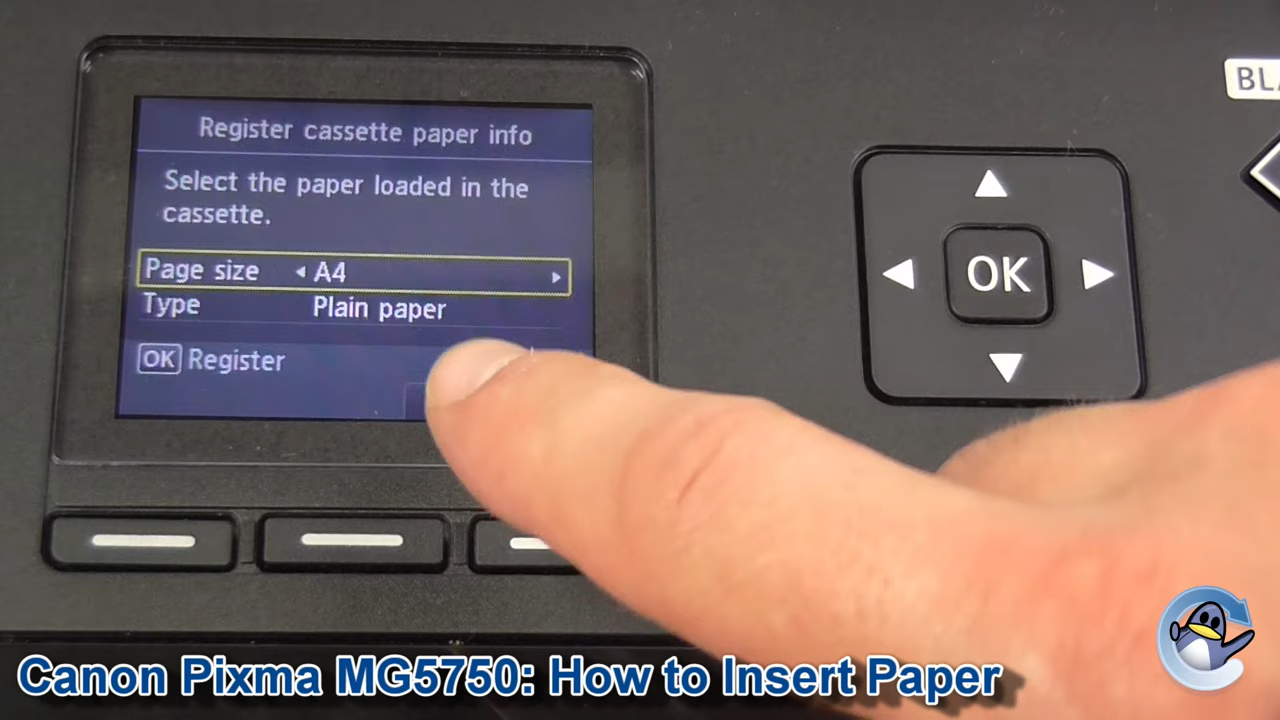 Register cassette paper info
Select the paper loaded in the
cassette.
Page size A4
Type Plain paper
OK Register
OK
Canon Pixma MG5750: How to Insert Paper